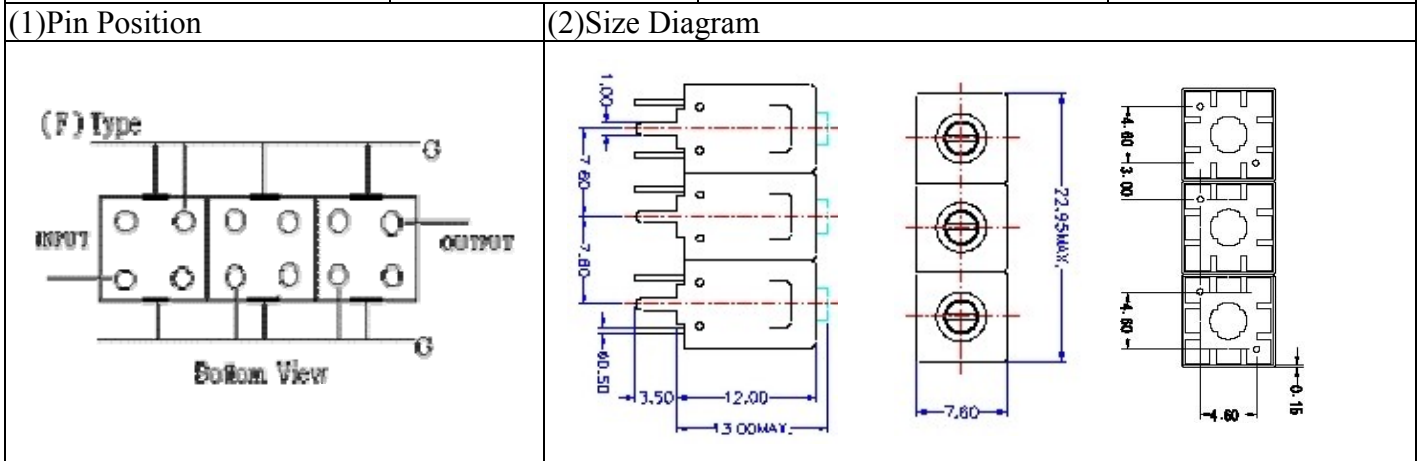 (1)Pin Position
(2)Size Diagram
(F) Type
G
INPUT
OUTPUT
G
Bottom View
1.00
7.60
7.60
Φ0.50
3.50
12.00
13.00MAX.
22.95MAX.
7.60
4.60
3.00
4.60
4.60
0.15